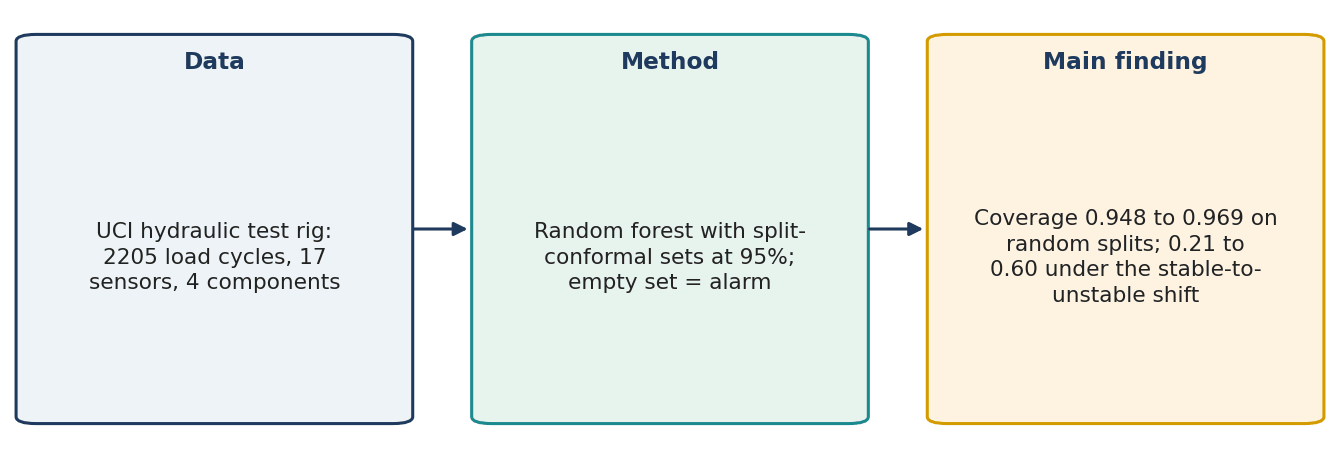 Data
UCI hydraulic test rig:
2205 load cycles, 17
sensors, 4 components
Method
Random forest with split-
conformal sets at 95%;
empty set = alarm
Main finding
Coverage 0.948 to 0.969 on
random splits; 0.21 to
0.60 under the stable-to-
unstable shift